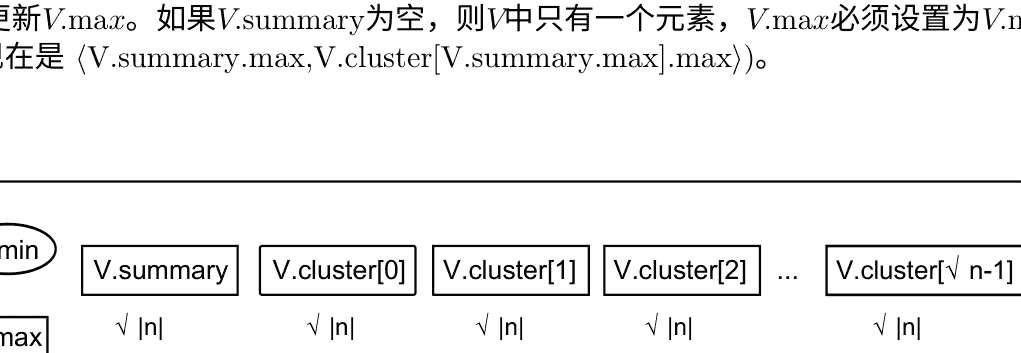 更新V.max。如果V.summary为空，则V中只有一个元素，V.max必须设置为V.
在是 ⟨V.summary.max,V.cluster[V.summary.max].max⟩)。
min
V.summary V.cluster[0] V.cluster[1] V.cluster[2] ... V.cluster[√ n-1]
√ |n| √ |n| √ |n| √ |n| √ |n|
max